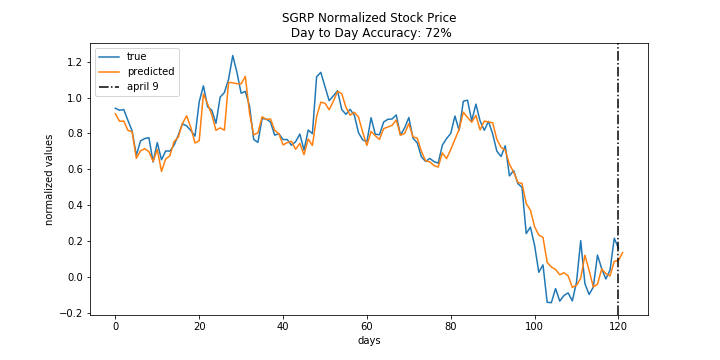 SGRP Normalized Stock Price
Day to Day Accuracy: 72%
true
predicted
april 9
1.2
1.0
0.8
0.6
0.4
0.2
0.0
−0.2
normalized values
0
20
40
60
80
100
120
days